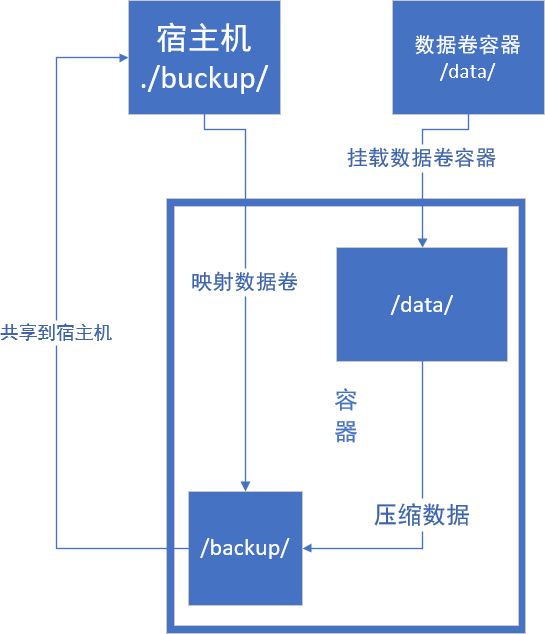 宿主机
./buckup/
数据卷容器
/data/
挂载数据卷容器
映射数据卷
/data/
共享到宿主机
容
器
压缩数据
/backup/